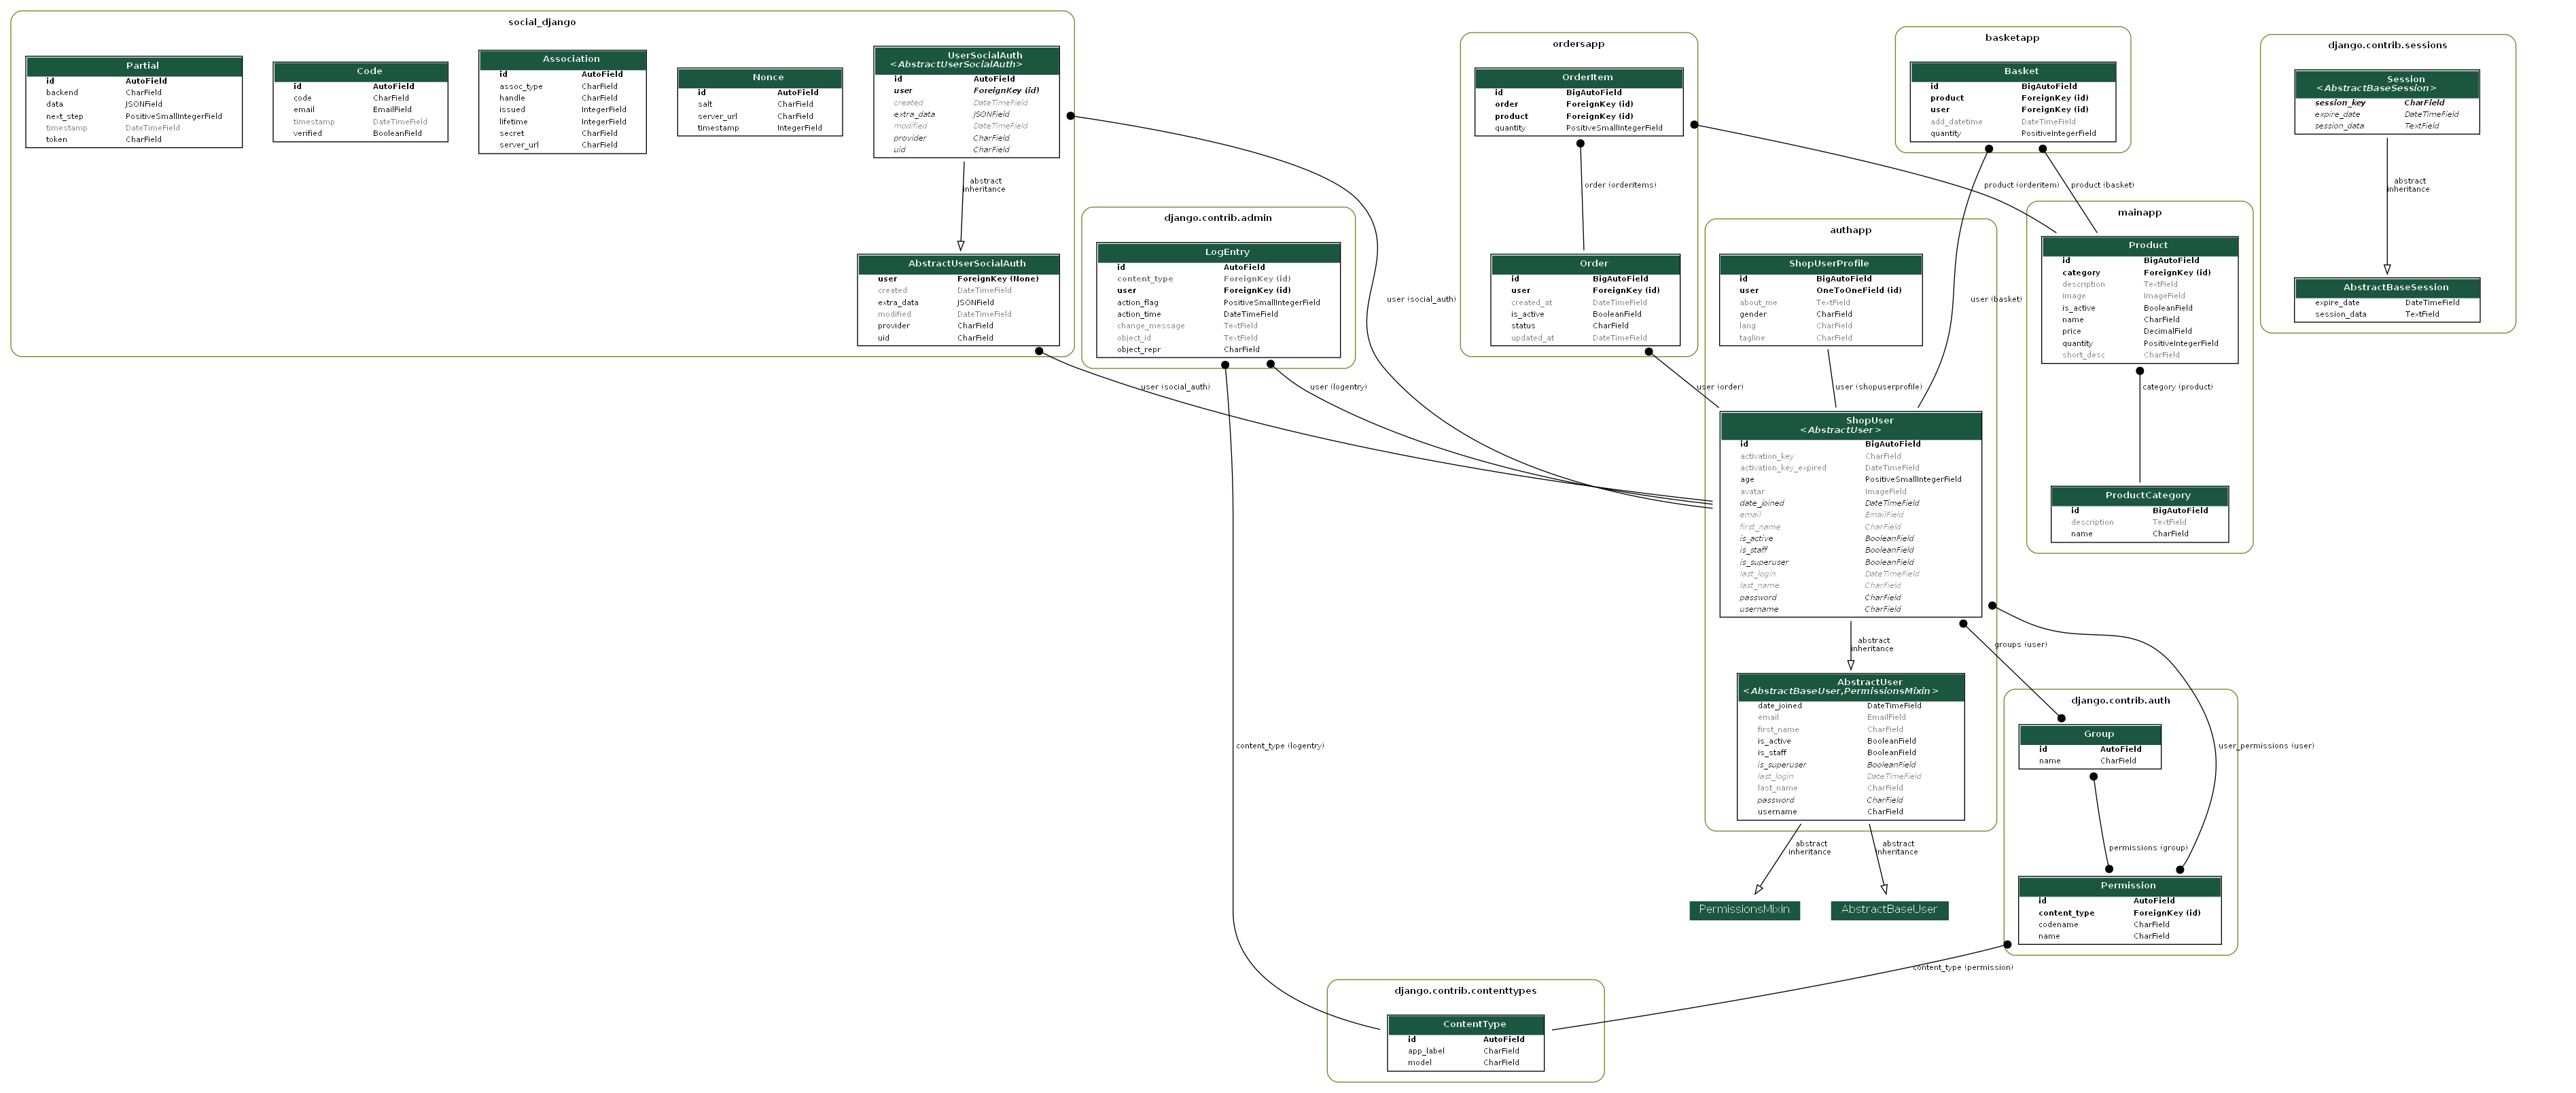 social_django
Partial
id AutoField
backend CharField
data JSONField
next_step PositiveSmallIntegerField
timestamp DateTimeField
token CharField
Code
id AutoField
code CharField
email EmailField
timestamp DateTimeField
verified BooleanField
Association
id AutoField
assoc_type CharField
handle CharField
issued IntegerField
lifetime IntegerField
secret CharField
server_url CharField
Nonce
id AutoField
salt CharField
server_url CharField
timestamp IntegerField
UserSocialAuth
<AbstractUserSocialAuth>
id AutoField
user ForeignKey (id)
created DateTimeField
extra_data JSONField
modified DateTimeField
provider CharField
uid CharField
abstract
inheritance
AbstractUserSocialAuth
user ForeignKey (None)
created DateTimeField
extra_data JSONField
modified DateTimeField
provider CharField
uid CharField
django.contrib.admin
LogEntry
id AutoField
content_type ForeignKey (id)
user ForeignKey (id)
action_flag PositiveSmallIntegerField
action_time DateTimeField
change_message TextField
object_id TextField
object_repr CharField
user (social_auth)
user (logentry)
user (social_auth)
ordersapp
OrderItem
id BigAutoField
order ForeignKey (id)
product ForeignKey (id)
quantity PositiveSmallIntegerField
order (orderitems)
Order
id BigAutoField
user ForeignKey (id)
created_at DateTimeField
is_active BooleanField
status CharField
updated_at DateTimeField
user (order)
basketapp
Basket
id BigAutoField
product ForeignKey (id)
user ForeignKey (id)
add_datetime DateTimeField
quantity PositiveIntegerField
product (orderitem)
product (basket)
user (basket)
django.contrib.sessions
Session
<AbstractBaseSession>
session_key CharField
expire_date DateTimeField
session_data TextField
abstract
inheritance
AbstractBaseSession
expire_date DateTimeField
session_data TextField
mainapp
Product
id BigAutoField
category ForeignKey (id)
description TextField
image ImageField
is_active BooleanField
name CharField
price DecimalField
quantity PositiveIntegerField
short_desc CharField
category (product)
ProductCategory
id BigAutoField
description TextField
name CharField
authapp
ShopUserProfile
id BigAutoField
user OneToOneField (id)
about_me TextField
gender CharField
lang CharField
tagline CharField
user (shopuserprofile)
ShopUser
<AbstractUser>
id BigAutoField
activation_key CharField
activation_key_expired DateTimeField
age PositiveSmallIntegerField
avatar ImageField
date_joined DateTimeField
email EmailField
first_name CharField
is_active BooleanField
is_staff BooleanField
is_superuser BooleanField
last_login DateTimeField
last_name CharField
password CharField
username CharField
abstract
inheritance
groups (user)
AbstractUser
<AbstractBaseUser,PermissionsMixin>
date_joined DateTimeField
email EmailField
first_name CharField
is_active BooleanField
is_staff BooleanField
is_superuser BooleanField
last_login DateTimeField
last_name CharField
password CharField
username CharField
abstract
inheritance
abstract
inheritance
PermissionsMixin
AbstractBaseUser
django.contrib.auth
Group
id AutoField
name CharField
user_permissions (user)
permissions (group)
Permission
id AutoField
content_type ForeignKey (id)
codename CharField
name CharField
content_type (logentry)
content_type (permission)
django.contrib.contenttypes
ContentType
id AutoField
app_label CharField
model CharField